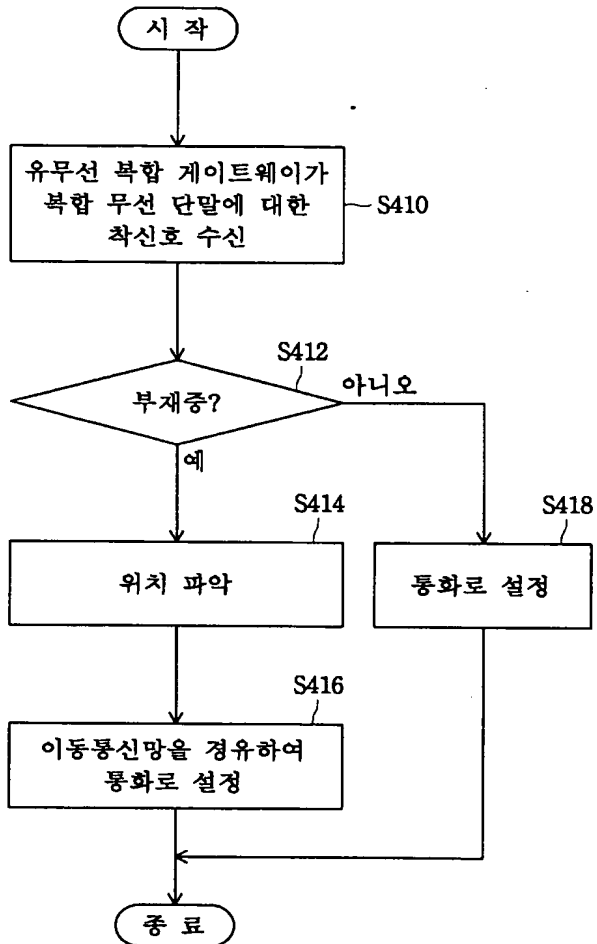 시 작
유무선 복합 게이트웨이가
복합 무선 단말에 대한
착신호 수신
S410
S412
부재중?
아니오
예
S414
위치 파악
S418
통화로 설정
S416
이동통신망을 경유하여
통화로 설정
종 료